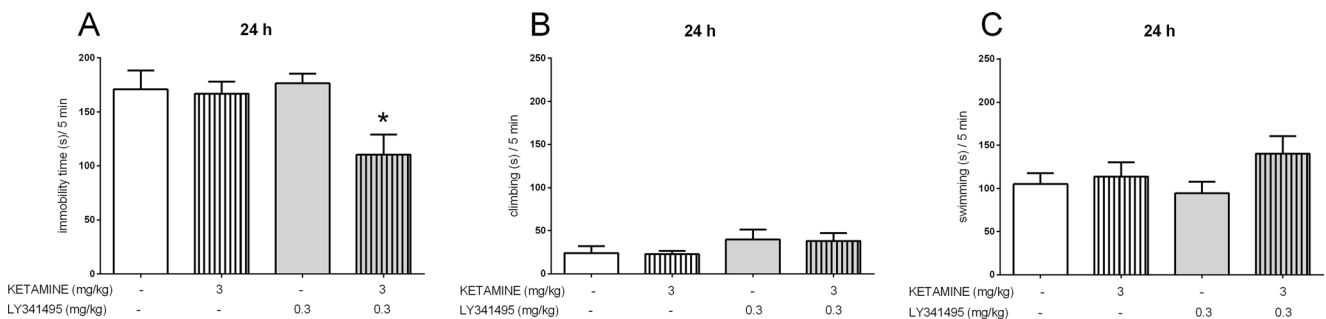 A
24 h
immobility time (s)/ 5 min
200
150
100
50
0
*
KETAMINE (mg/kg) - 3 - 3
LY341495 (mg/kg) - - 0.3 0.3
B
24 h
climbing (s) / 5 min
250
200
150
100
50
0
KETAMINE (mg/kg) - 3 - 3
LY341495 (mg/kg) - - 0.3 0.3
C
24 h
swimming (s) / 5 min
250
200
150
100
50
0
KETAMINE (mg/kg) - 3 - 3
LY341495 (mg/kg) - - 0.3 0.3